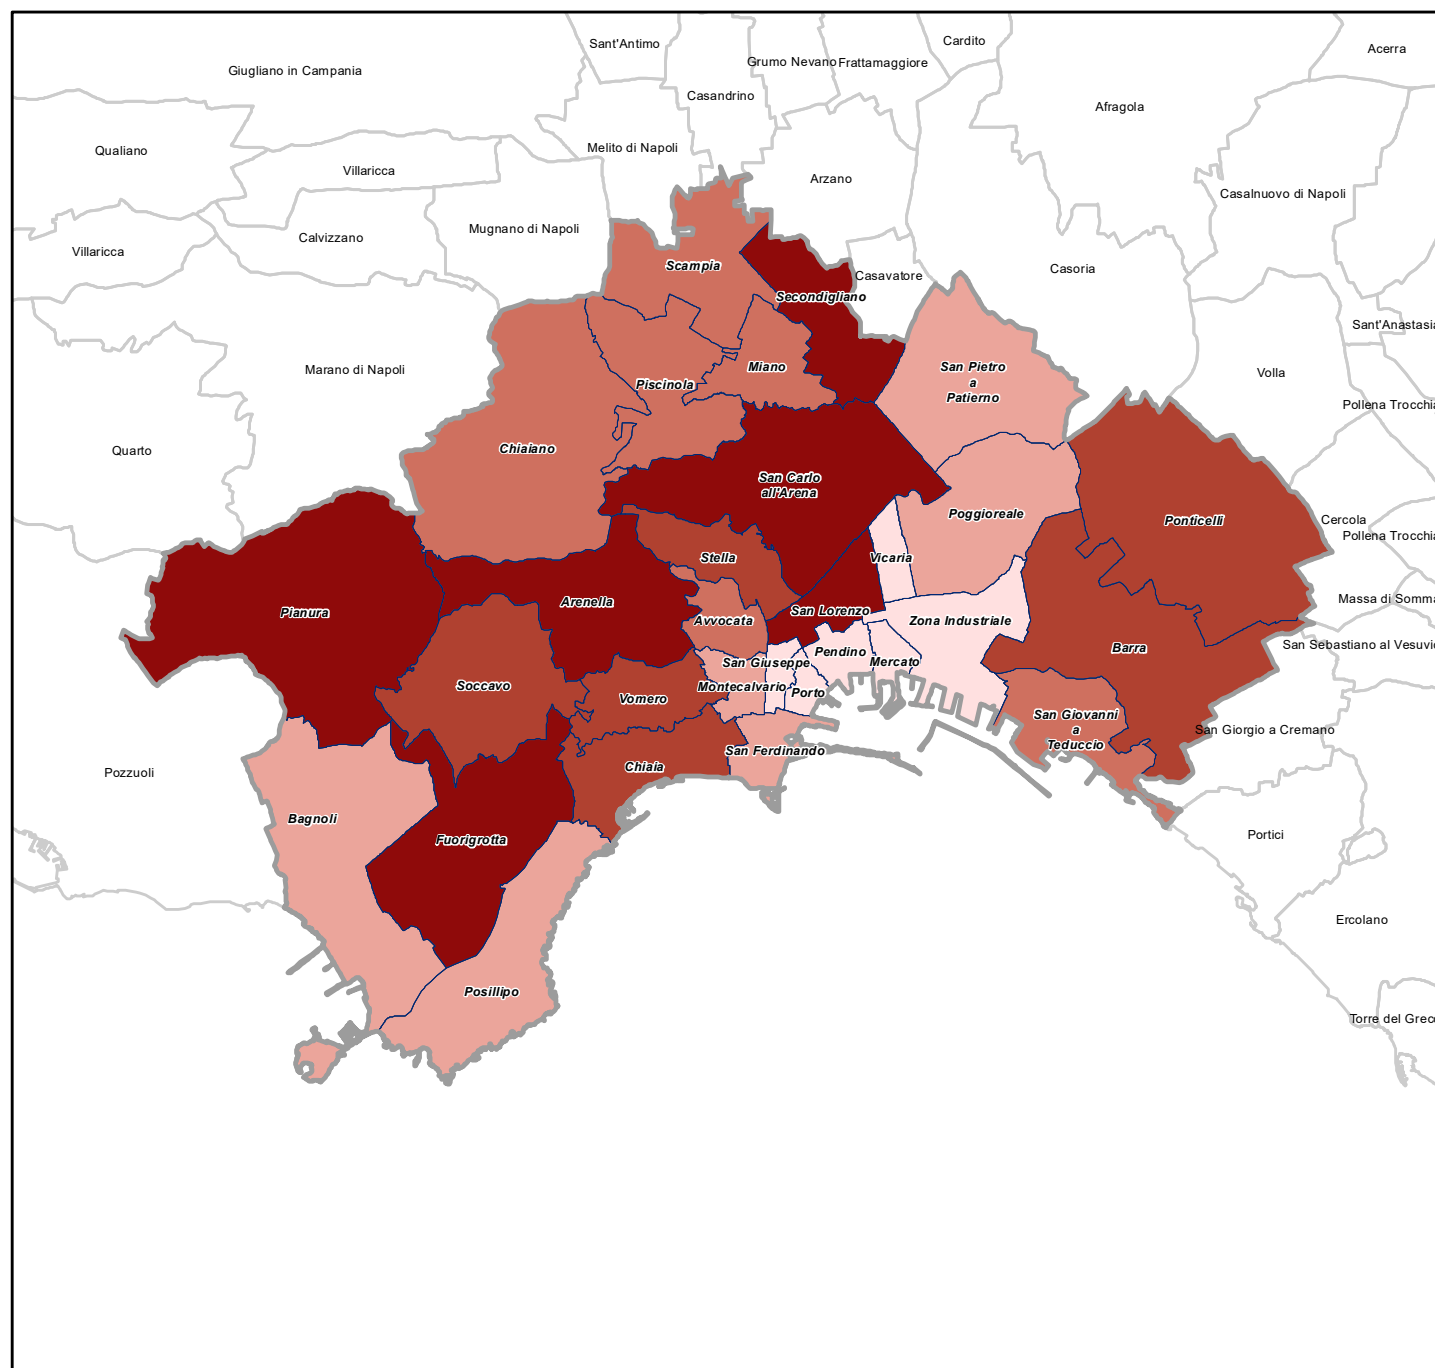 Sant'Antimo
Cardito
Acerra
Giugliano in Campania
Grumo Nevano
Frattamaggiore
Casandrino
Afragola
Qualiano
Melito di Napoli
Villaricca
Arzano
Casalnuovo di Napoli
Mugnano di Napoli
Calvizzano
Villaricca
Scampia
Casavatore
Casoria
Secondigliano
Sant'Anastasia
Marano di Napoli
Miano
San Pietro
a
Patierno
Volla
Piscinola
Pollena Trocchia
Quarto
Chiaiano
San Carlo
all'Arena
Poggioreale
Ponticelli
Cercola
Pollena Trocchia
Stella
Vicaria
Massa di Somma
Pianura
Arenella
San Lorenzo
Avvocata
Zona Industriale
San Sebastiano al Vesuvio
Barra
Pendino
San Giuseppe
Mercato
Soccavo
Montecalvario
Porto
Vomero
San Giovanni
a
Teduccio
San Giorgio a Cremano
San Ferdinando
Pozzuoli
Chiaia
Bagnoli
Portici
Fuorigrotta
Ercolano
Posillipo
Torre del Greco